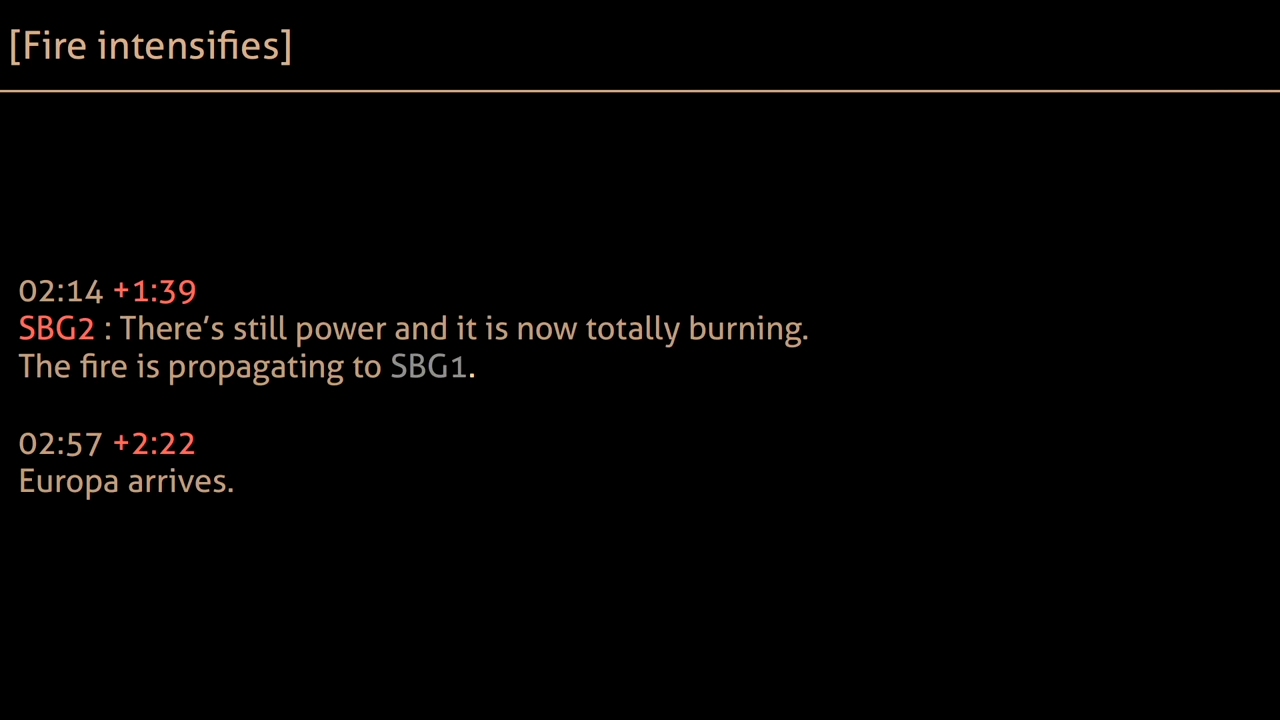 [Fire intensifies]
02:14 +1:39
SBG2 : There's still power and it is now totally burning.
The fire is propagating to SBG1.
02:57 +2:22
Europa arrives.